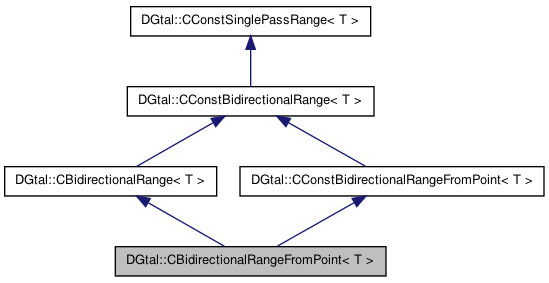 DGtal::CConstSinglePassRange< T >
DGtal::CConstBidirectionalRange< T >
DGtal::CBidirectionalRange< T >
DGtal::CConstBidirectionalRangeFromPoint< T >
DGtal::CBidirectionalRangeFromPoint< T >